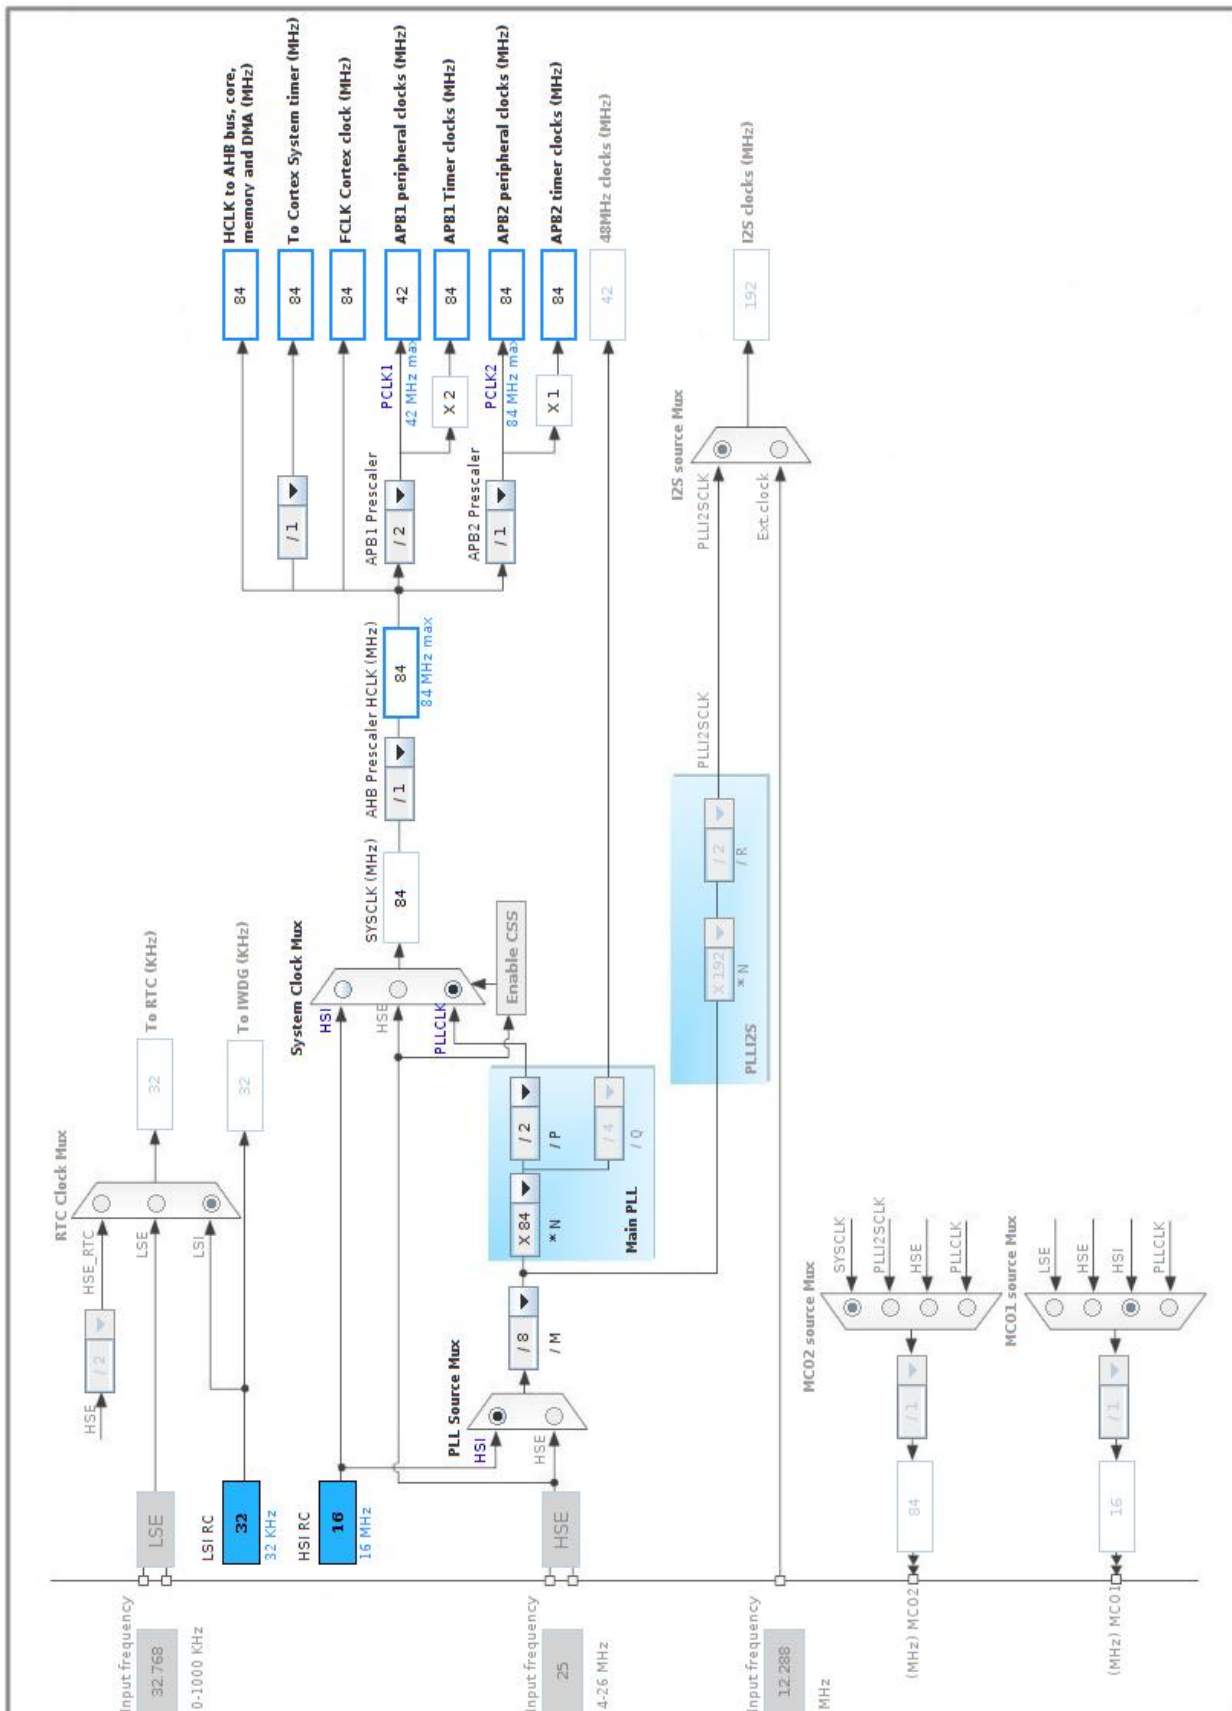 RTC Clock Mux
HSE
/ 2
HSE_RTC
Input frequency
32.768
0-1000 KHz
LSE
LSE
32
To RTC (KHz)
LSI RC
32
32 KHz
LSI
32
To IWDG (KHz)
HSI RC
16
16 MHz
System Clock Mux
HSI
HSE
PLLCLK
SYSCLK (MHz)
84
AHB Prescaler
/ 1
HCLK (MHz)
84
84 MHz max
Enable CSS
84
HCLK to AHB bus, core,
memory and DMA (MHz)
/ 1
84
To Cortex System timer (MHz)
84
FCLK Cortex clock (MHz)
APB1 Prescaler
/ 2
PCLK1
42 MHz max
42
APB1 peripheral clocks (MHz)
X 2
84
APB1 Timer clocks (MHz)
APB2 Prescaler
/ 1
PCLK2
84 MHz max
84
APB2 peripheral clocks (MHz)
X 1
84
APB2 timer clocks (MHz)
42
48MHz clocks (MHz)
PLL Source Mux
HSI
HSE
Input frequency
25
4-26 MHz
HSE
/ 8
/ M
X 84
* N
/ 2
/ P
/ 4
/ Q
Main PLL
X 192
* N
/ 2
/ R
PLLI2S
PLLI2SCLK
I2S source Mux
PLLI2SCLK
Ext.clock
192
I2S clocks (MHz)
Input frequency
12.288
MHz
MCO2 source Mux
SYSCLK
PLLI2SCLK
HSE
PLLCLK
/ 1
84
(MHz) MCO2
MCO1 source Mux
LSE
HSE
HSI
PLLCLK
/ 1
16
(MHz) MCO1